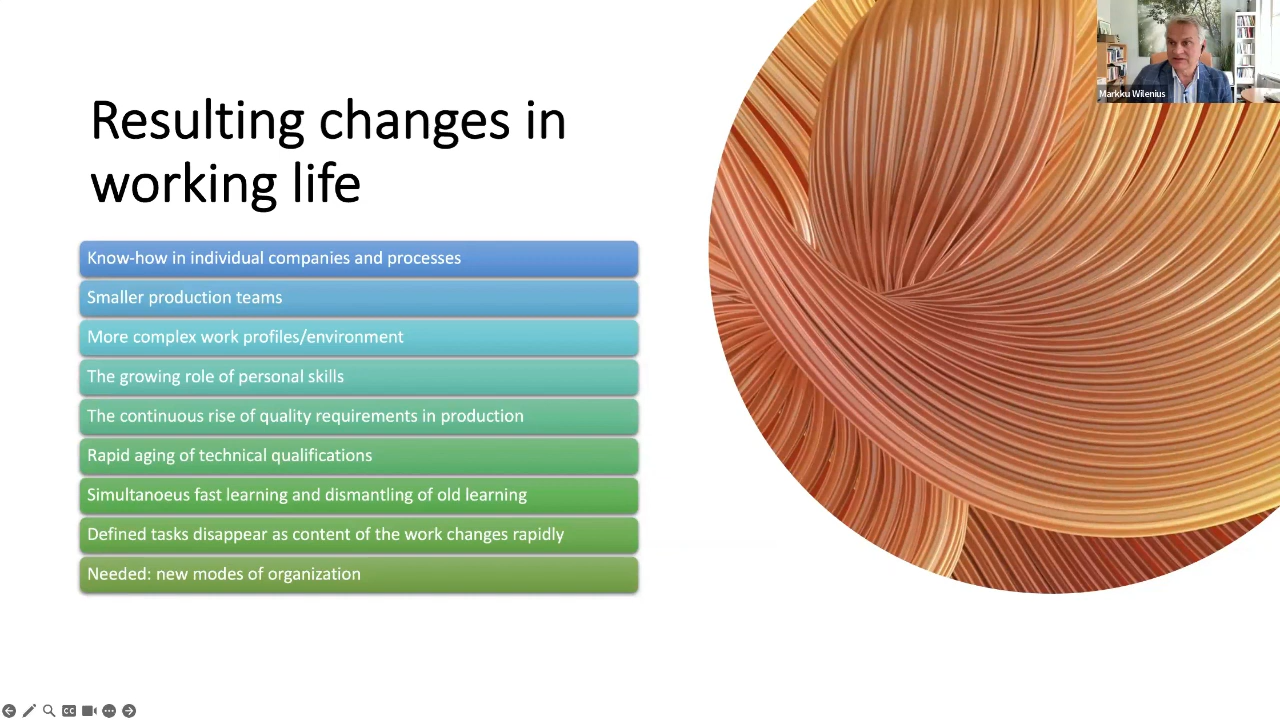 Resulting changes in
working life
Know-how in individual companies and processes
Smaller production teams
More complex work profiles/environment
The growing role of personal skills
The continuous rise of quality requirements in production
Rapid aging of technical qualifications
Simultanoeus fast learning and dismantling of old learning
Defined tasks disappear as content of the work changes rapidly
Needed: new modes of organization
Markku Wilenius
CC